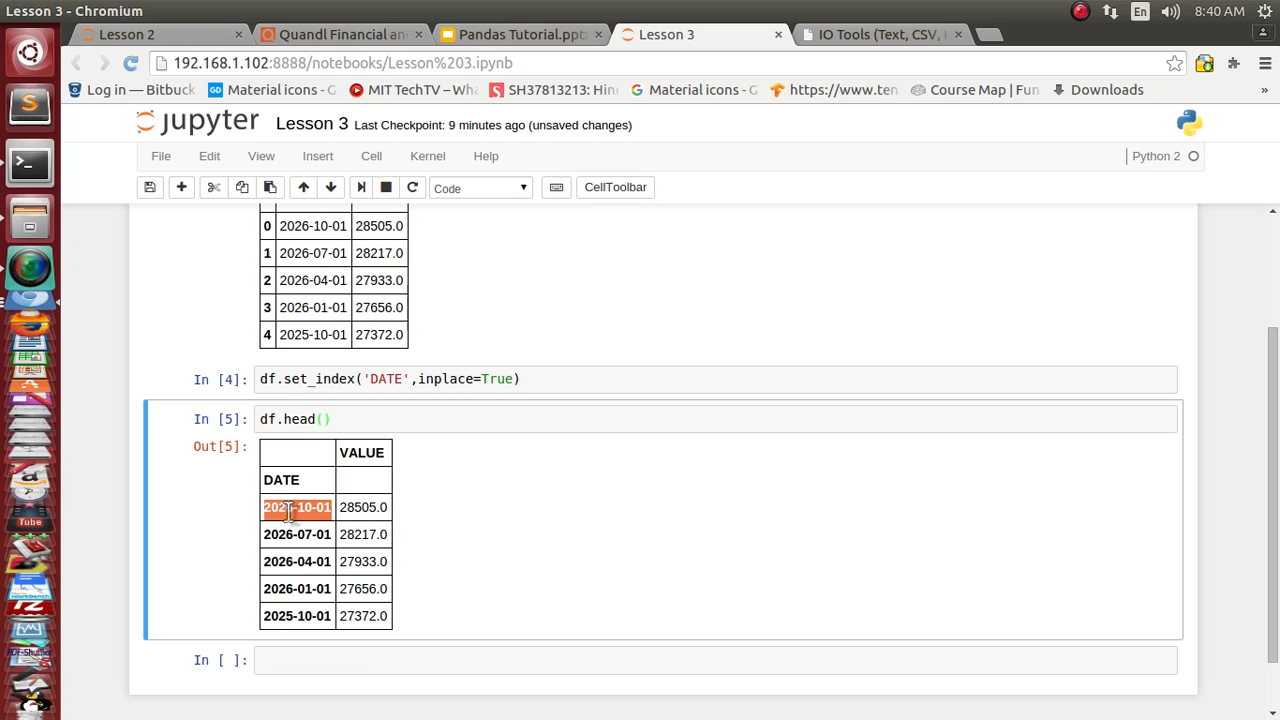 Lesson 3 - Chromium
En
8:40 AM
Lesson 2
Quandl Financial an
Pandas Tutorial.ppt
Lesson 3
IO Tools (Text, CSV,
192.168.1.102:8888/notebooks/Lesson%203.ipynb
Log in — Bitbuck
Material icons - G
MIT TechTV – Wa
SH37813213: Hin
Material icons - G
https://www.ten
Course Map | Fun
Downloads
»
jupyter Lesson 3 Last Checkpoint: 9 minutes ago (unsaved changes)
File Edit View Insert Cell Kernel Help
Python 2
Code
CellToolbar
0 2026-10-01 28505.0
1 2026-07-01 28217.0
2 2026-04-01 27933.0
3 2026-01-01 27656.0
4 2025-10-01 27372.0
In [4]: df.set_index('DATE',inplace=True)
In [5]: df.head()
Out[5]:
VALUE
DATE
2026-10-01 28505.0
2026-07-01 28217.0
2026-04-01 27933.0
2026-01-01 27656.0
2025-10-01 27372.0
In [ ]: